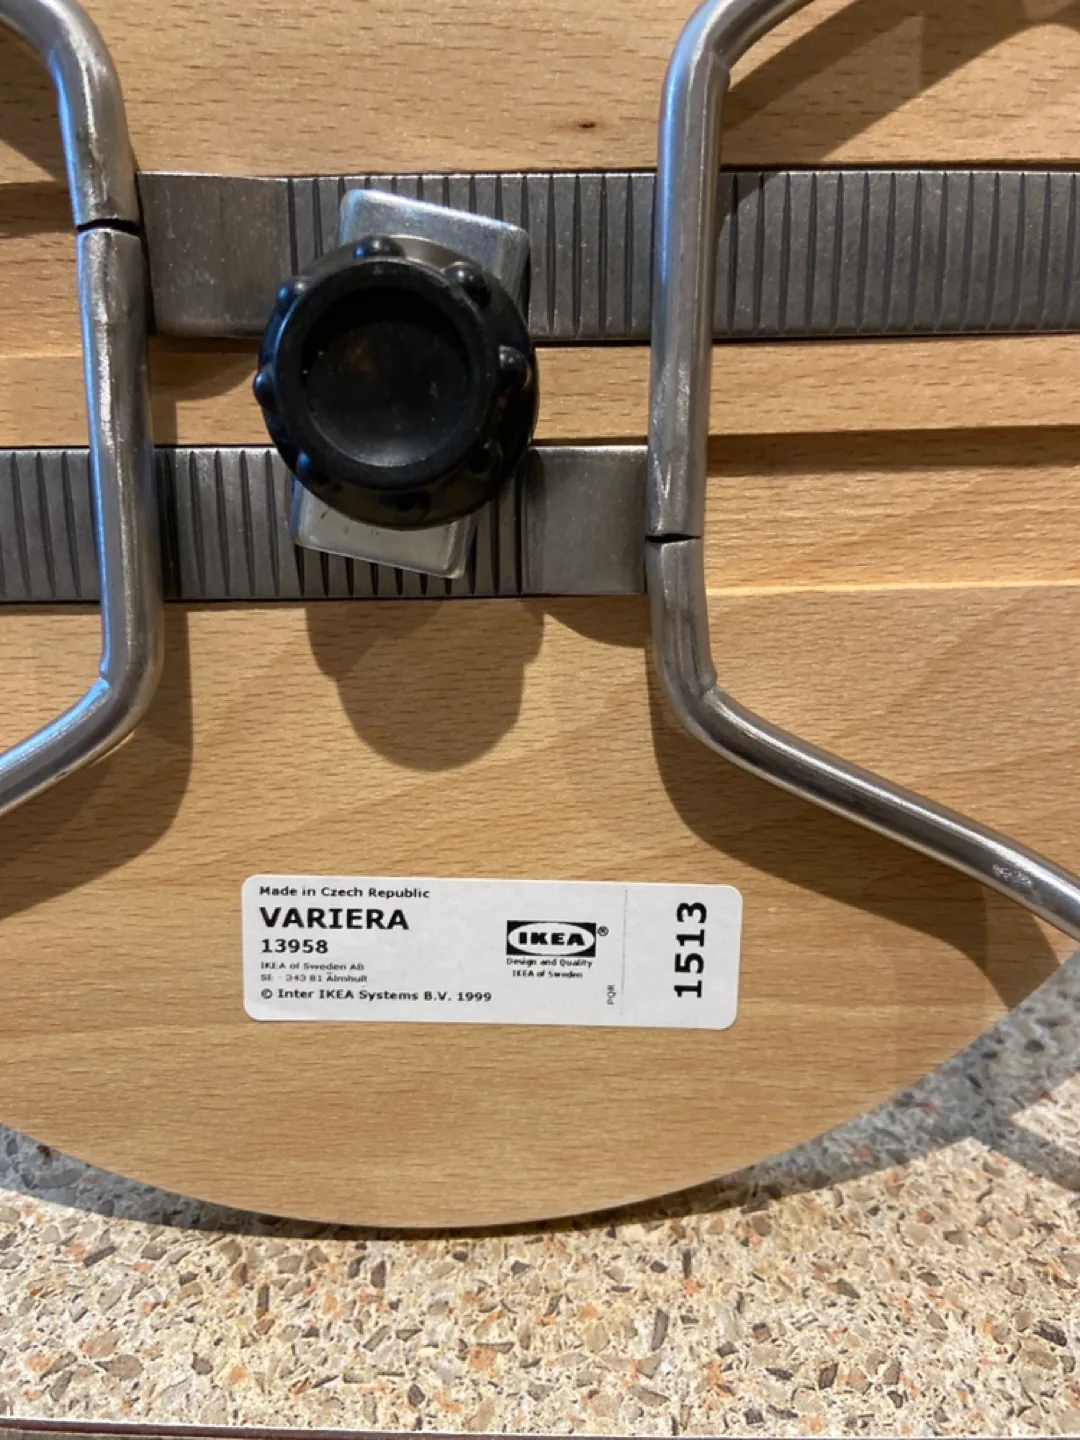 Made in Czech Republic
VARIERA
13958
IKEA of Sweden AB
SE - 343 81 Älmhult
© Inter IKEA Systems B.V. 1999
IKEA®
Design and Quality
IKEA of Sweden
PQR
1513